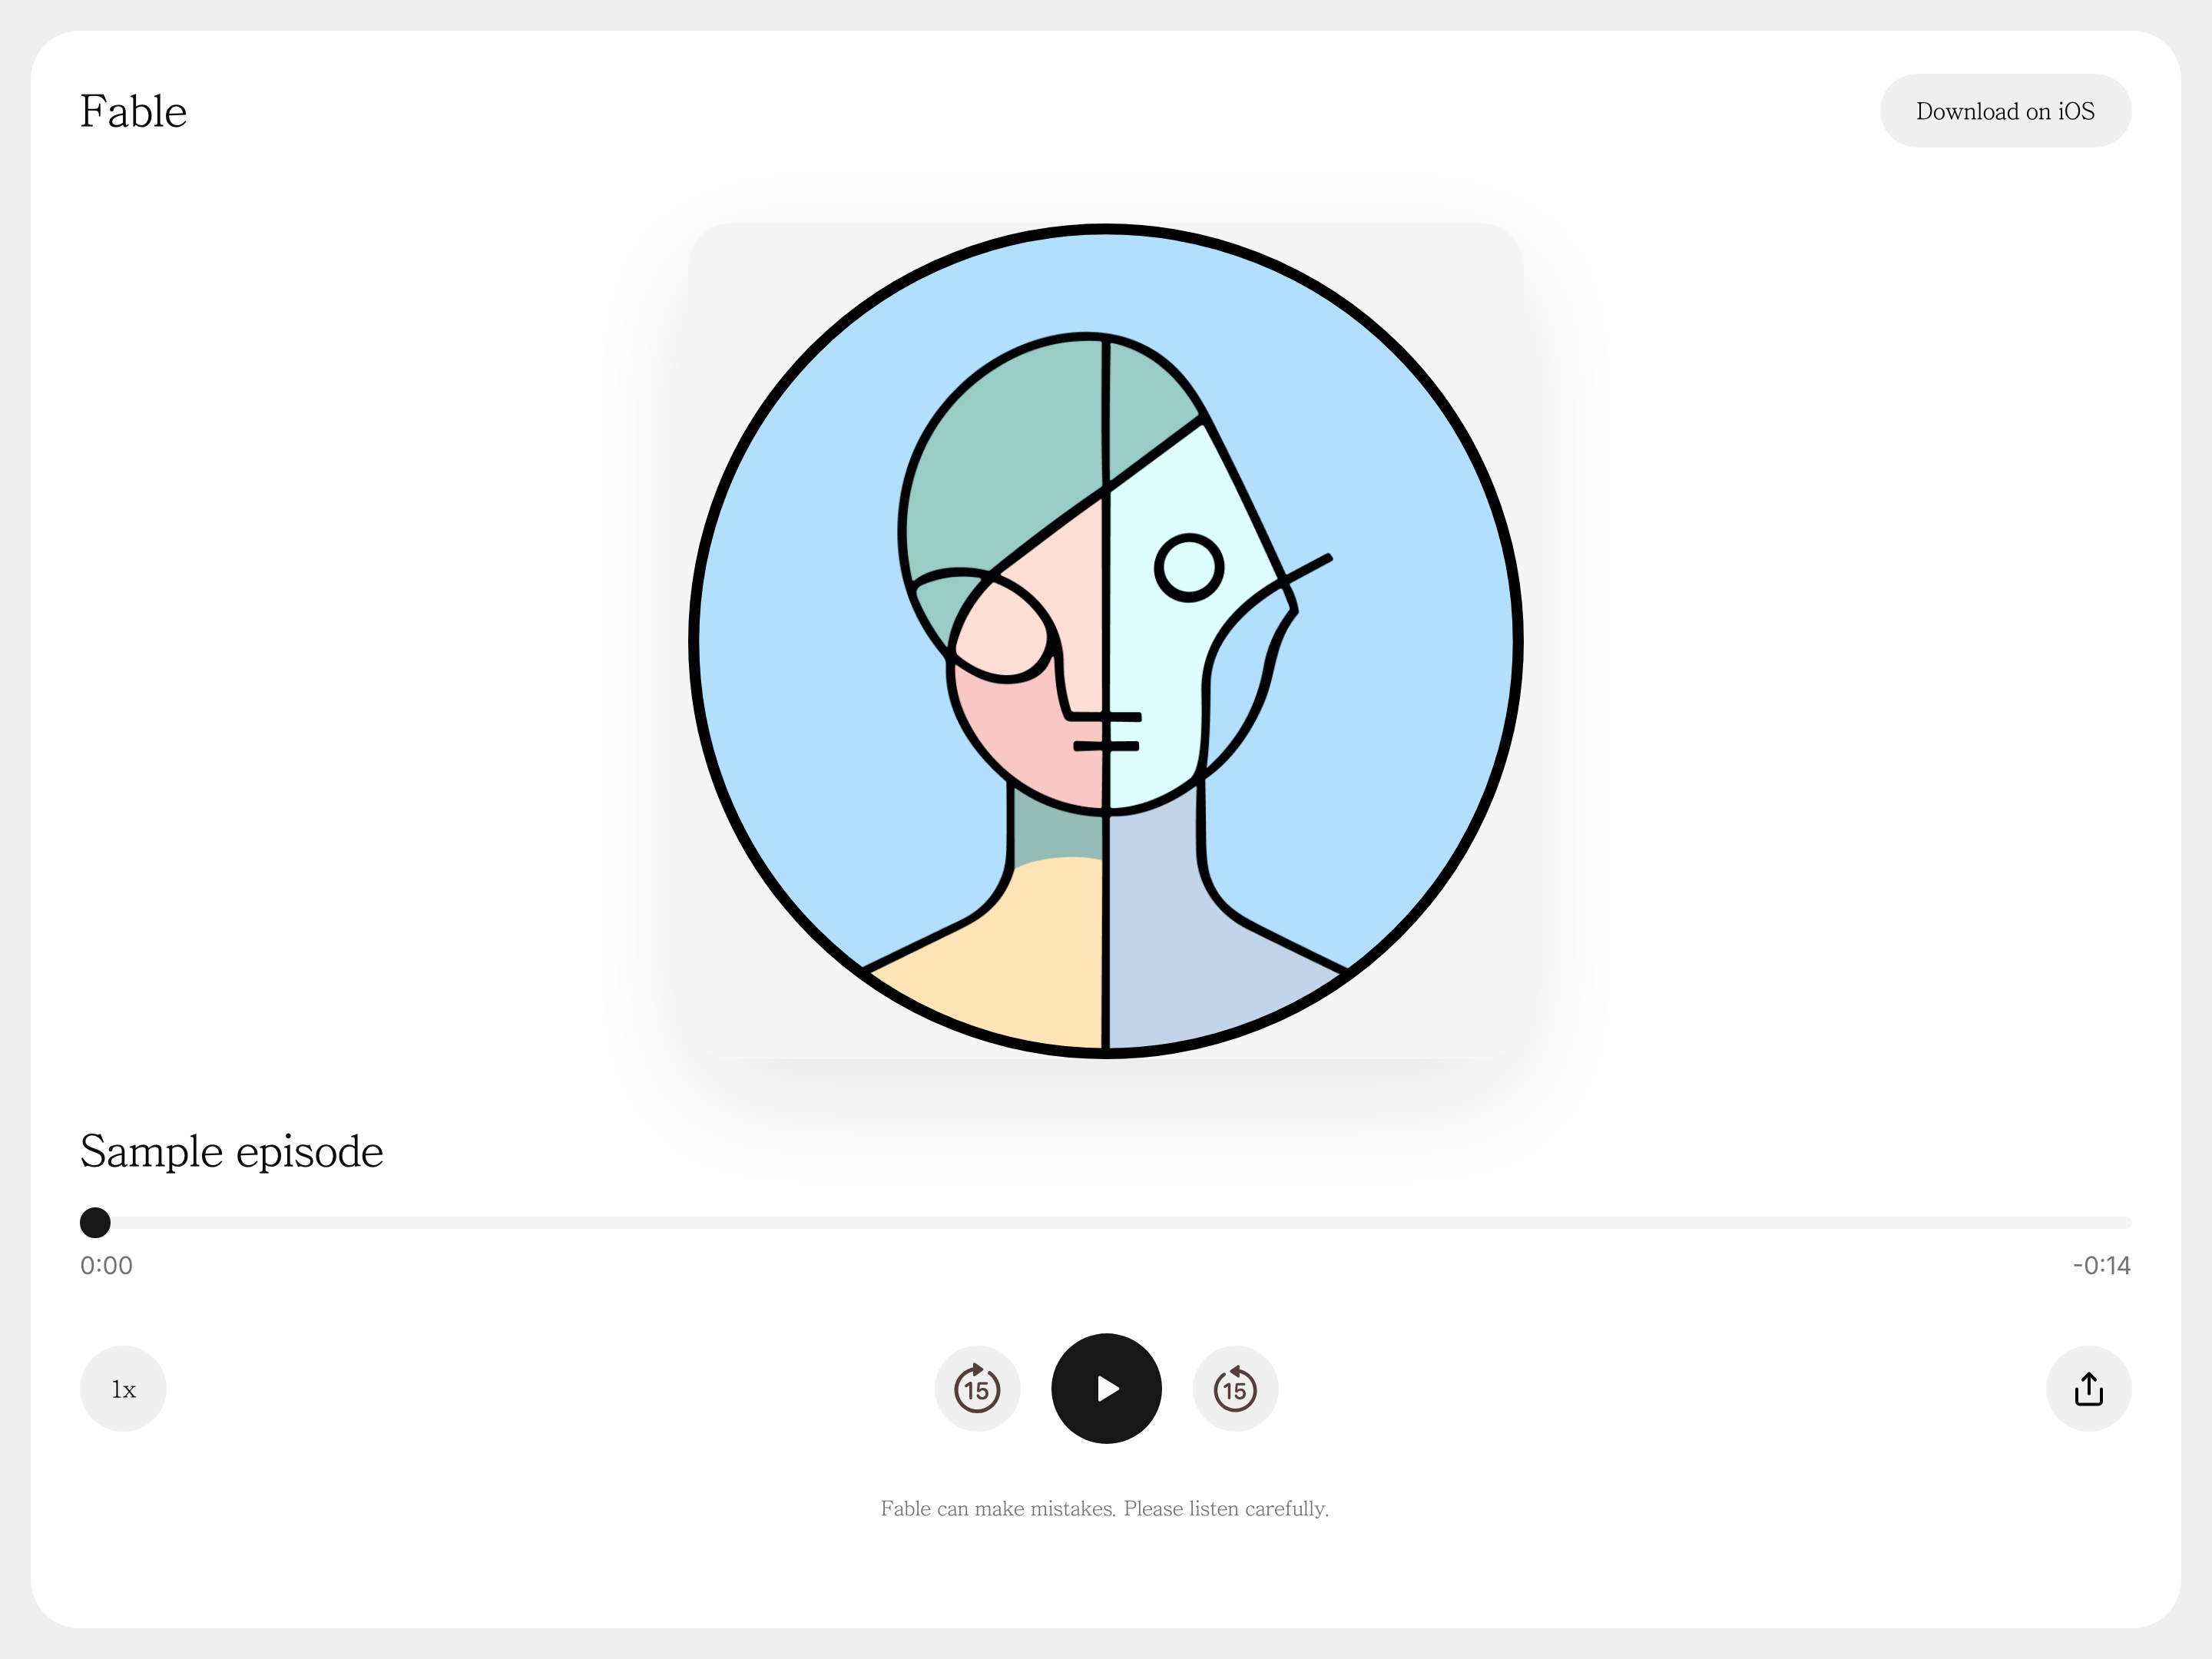 Fable
Download on iOS
Sample episode
0:00
-0:14
1x
15
15
Fable can make mistakes. Please listen carefully.